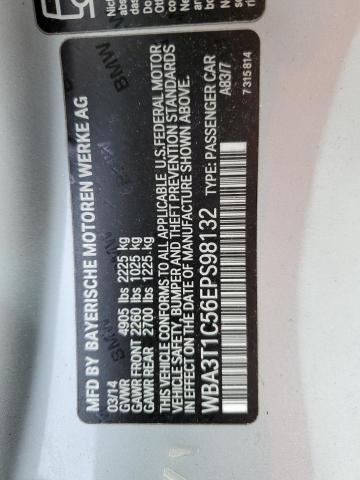 MFD BY BAYERISCHE MOTOREN WERKE AG
03/14
GVWR 4905 lbs 2225 kg
GAWR FRONT 2260 lbs 1025 kg
GAWR REAR 2700 lbs 1225 kg
THIS VEHICLE CONFORMS TO ALL APPLICABLE U.S. FEDERAL MOTOR
VEHICLE SAFETY, BUMPER AND THEFT PREVENTION STANDARDS
IN EFFECT ON THE DATE OF MANUFACTURE SHOWN ABOVE.
WBA3T1C56EPS98132 TYPE: PASSENGER CAR
A83/7
7 315 814
BMW
BMW